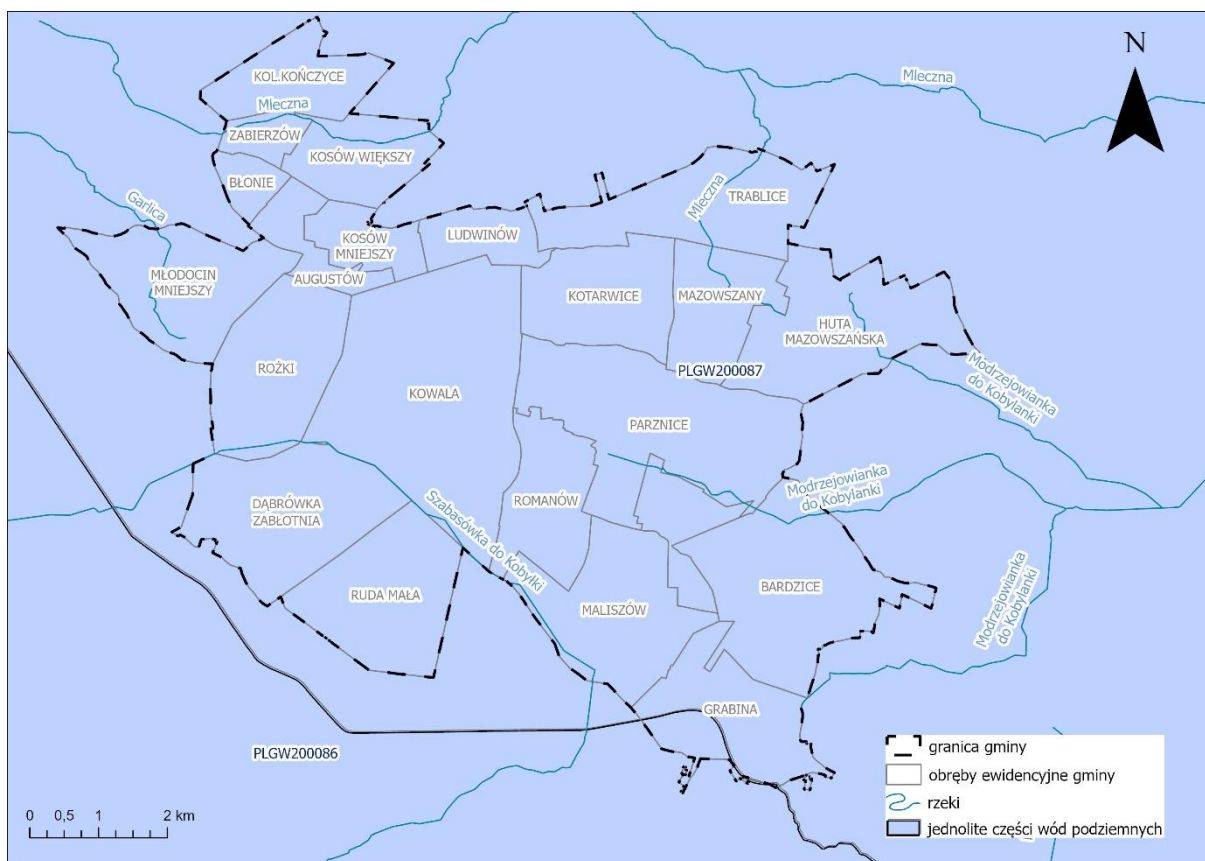 N
KOL.KOŃCZYCE
Mleczna
Mleczna
ZABIERZÓW
KOSÓW WIĘKSZY
BŁONIE
Garlica
TRABLICE
Mleczna
KOSÓW
MNIEJSZY
LUDWINÓW
MŁODOCIN
MNIEJSZY
AUGUSTÓW
KOTARWICE
MAZOWSZANY
HUTA
MAZOWSZAŃSKA
ROŻKI
PLGW200087
Modrzejowianka
do Kobylanki
KOWALA
PARZNICE
Modrzejowianka
do Kobylanki
DĄBRÓWKA
ZABŁOTNIA
ROMANÓW
Szabasówka do Kobyłki
RUDA MAŁA
MALISZÓW
BARDZICE
Modrzejowianka
do Kobylanki
GRABINA
PLGW200086
granica gminy
obręby ewidencyjne gminy
rzeki
jednolite części wód podziemnych
0 0,5 1 2 km